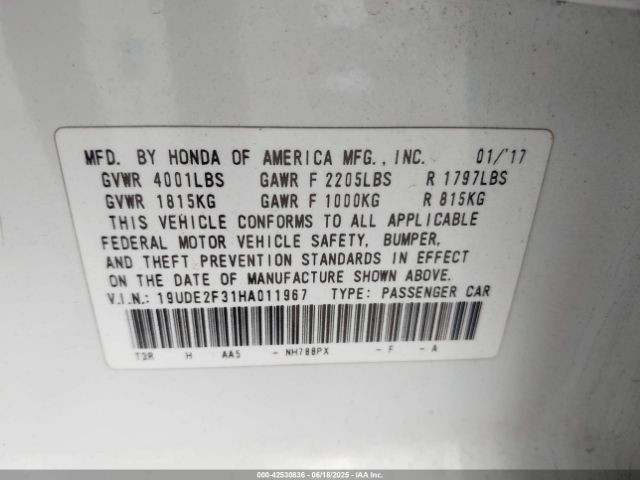 MFD. BY HONDA OF AMERICA MFG., INC. 01/'17
GVWR 4001LBS GAWR F 2205LBS R 1797LBS
GVWR 1815KG GAWR F 1000KG R 815KG
THIS VEHICLE CONFORMS TO ALL APPLICABLE
FEDERAL MOTOR VEHICLE SAFETY, BUMPER,
AND THEFT PREVENTION STANDARDS IN EFFECT
ON THE DATE OF MANUFACTURE SHOWN ABOVE.
V.I.N.: 19UDE2F31HA011967 TYPE: PASSENGER CAR
T3R H AA5 - NH788PX - F - A
000-42530836 - 06/18/2025 - IAAI.COM